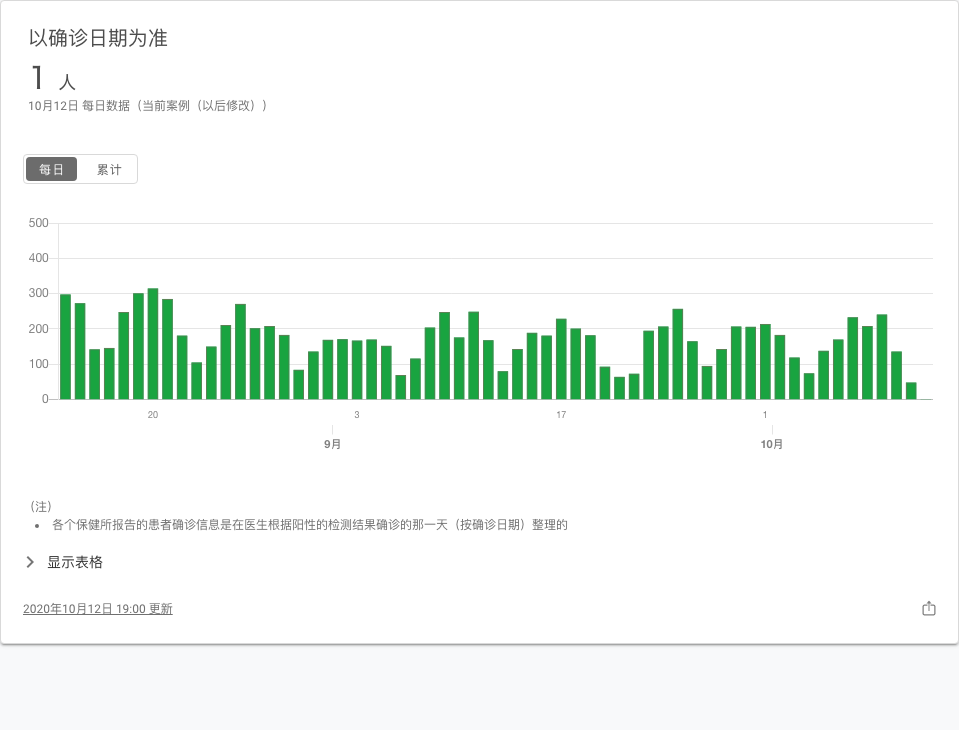 以确诊日期为准
1 人
10月12日 每日数据（当前案例（以后修改））
每日 累计
500
400
300
200
100
0
20 3 17 1
9月 10月
（注）
• 各个保健所报告的患者确诊信息是在医生根据阳性的检测结果确诊的那一天（按确诊日期）整理的
显示表格
2020年10月12日 19:00 更新